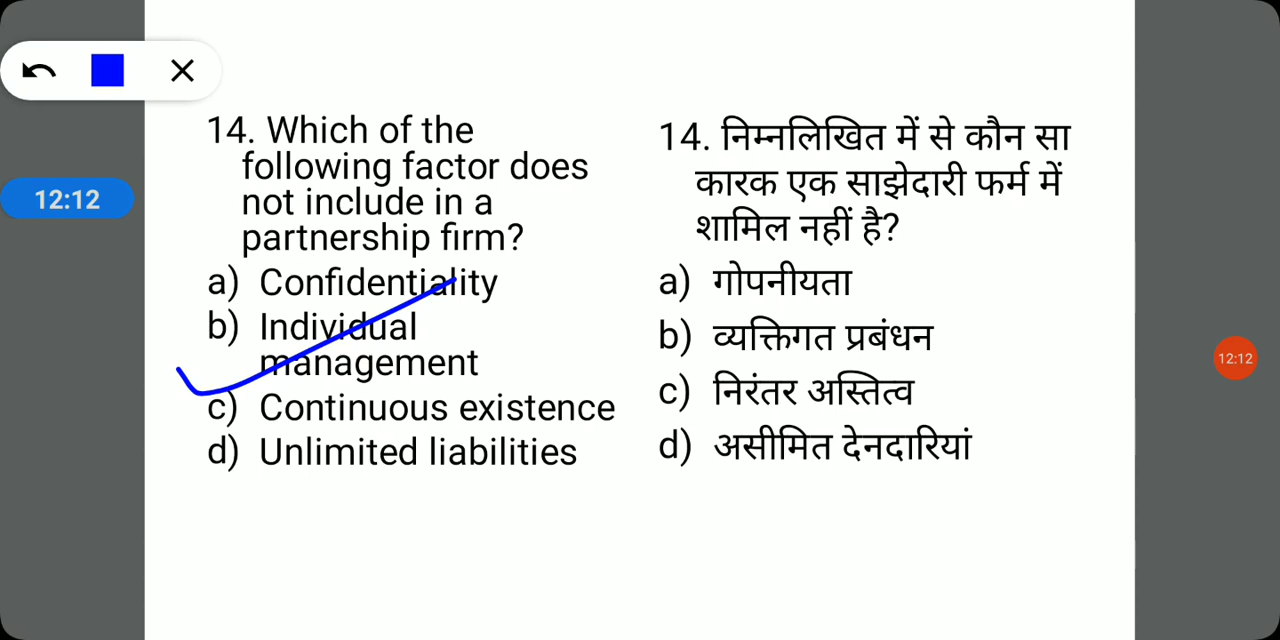 12:12
14. Which of the
following factor does
not include in a
partnership firm?
a) Confidentiality
b) Individual
management
c) Continuous existence
d) Unlimited liabilities
14. निम्नलिखित में से कौन सा
कारक एक साझेदारी फर्म में
शामिल नहीं है?
a) गोपनीयता
b) व्यक्तिगत प्रबंधन
c) निरंतर अस्तित्व
d) असीमित देनदारियां
12:12